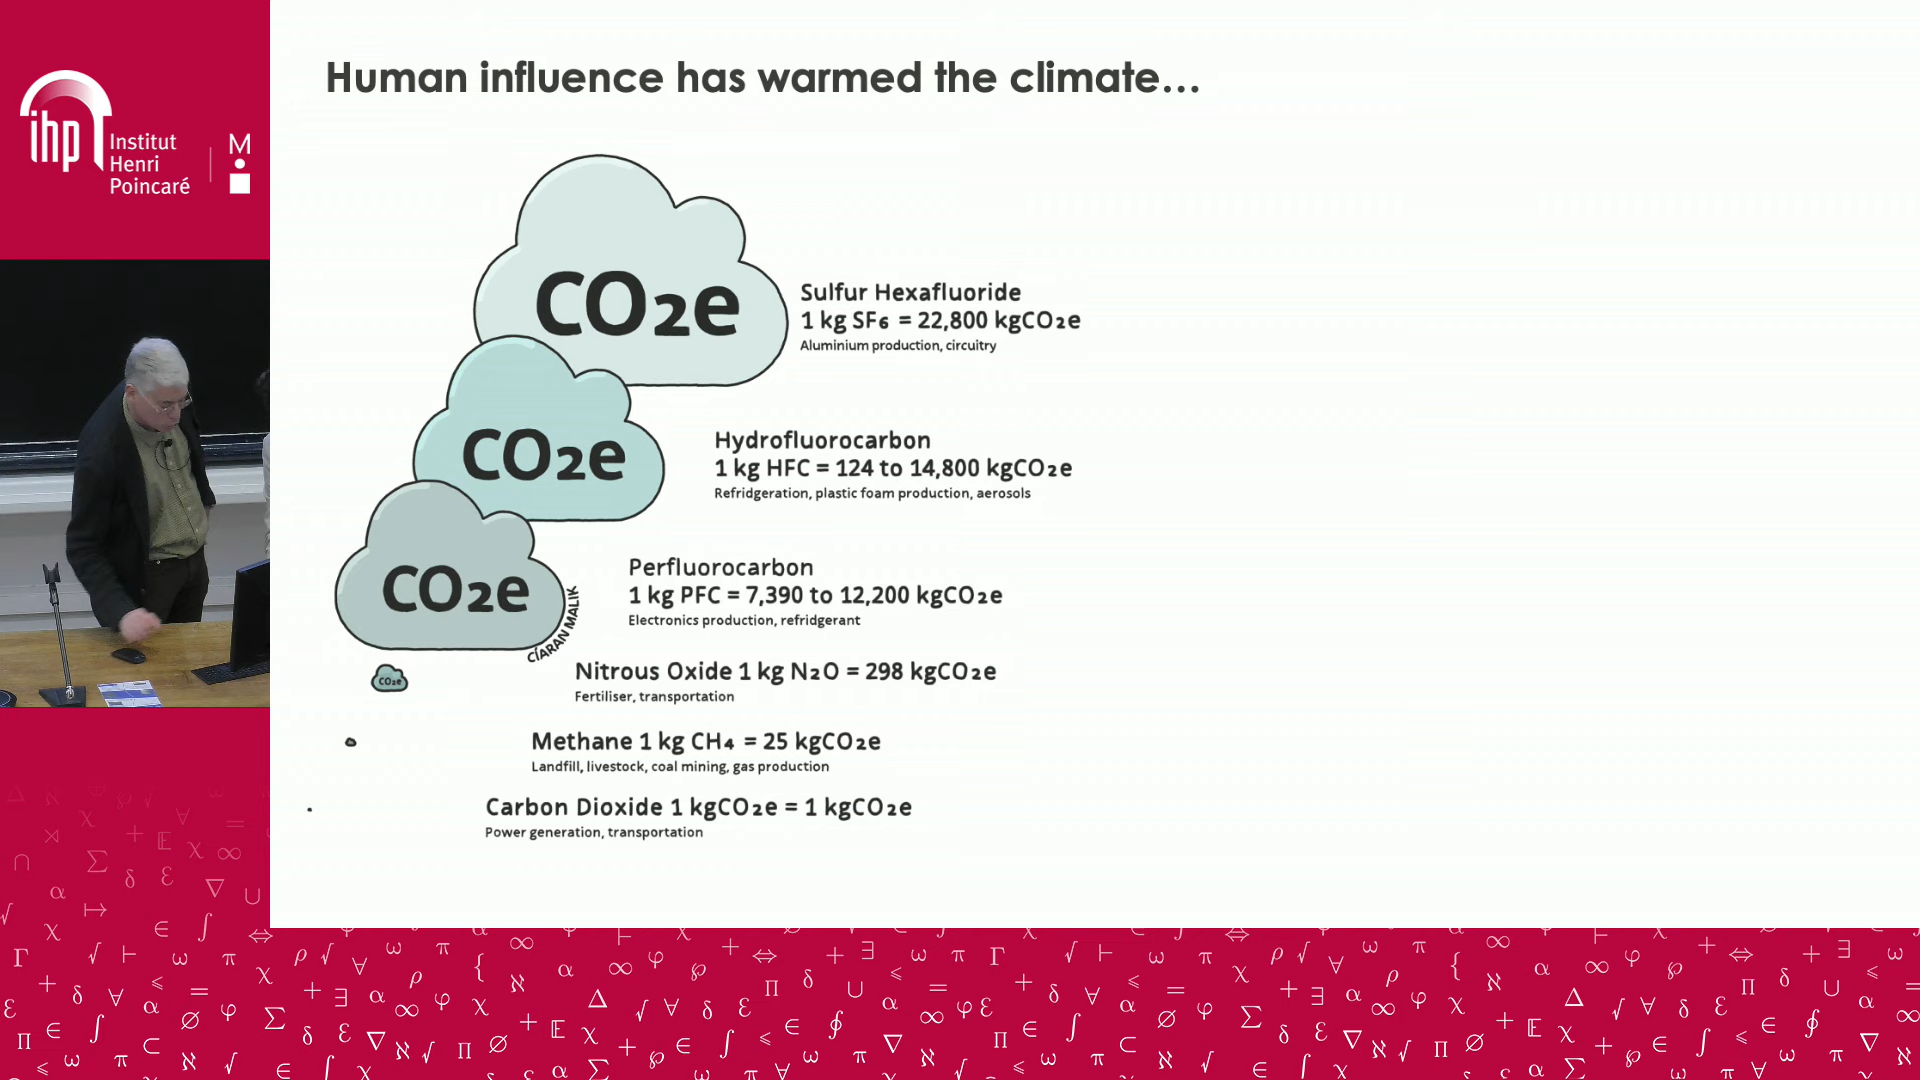 Human influence has warmed the climate...
ihp
Institut
Henri
Poincaré
M
CO2e
Sulfur Hexafluoride
1 kg SF6 = 22,800 kgCO2e
Aluminium production, circuitry
CO2e
Hydrofluorocarbon
1 kg HFC = 124 to 14,800 kgCO2e
Refridgeration, plastic foam production, aerosols
CO2e
CÍARAN MALIK
Perfluorocarbon
1 kg PFC = 7,390 to 12,200 kgCO2e
Electronics production, refridgerant
CO2e
Nitrous Oxide 1 kg N2O = 298 kgCO2e
Fertiliser, transportation
Methane 1 kg CH4 = 25 kgCO2e
Landfill, livestock, coal mining, gas production
Carbon Dioxide 1 kgCO2e = 1 kgCO2e
Power generation, transportation